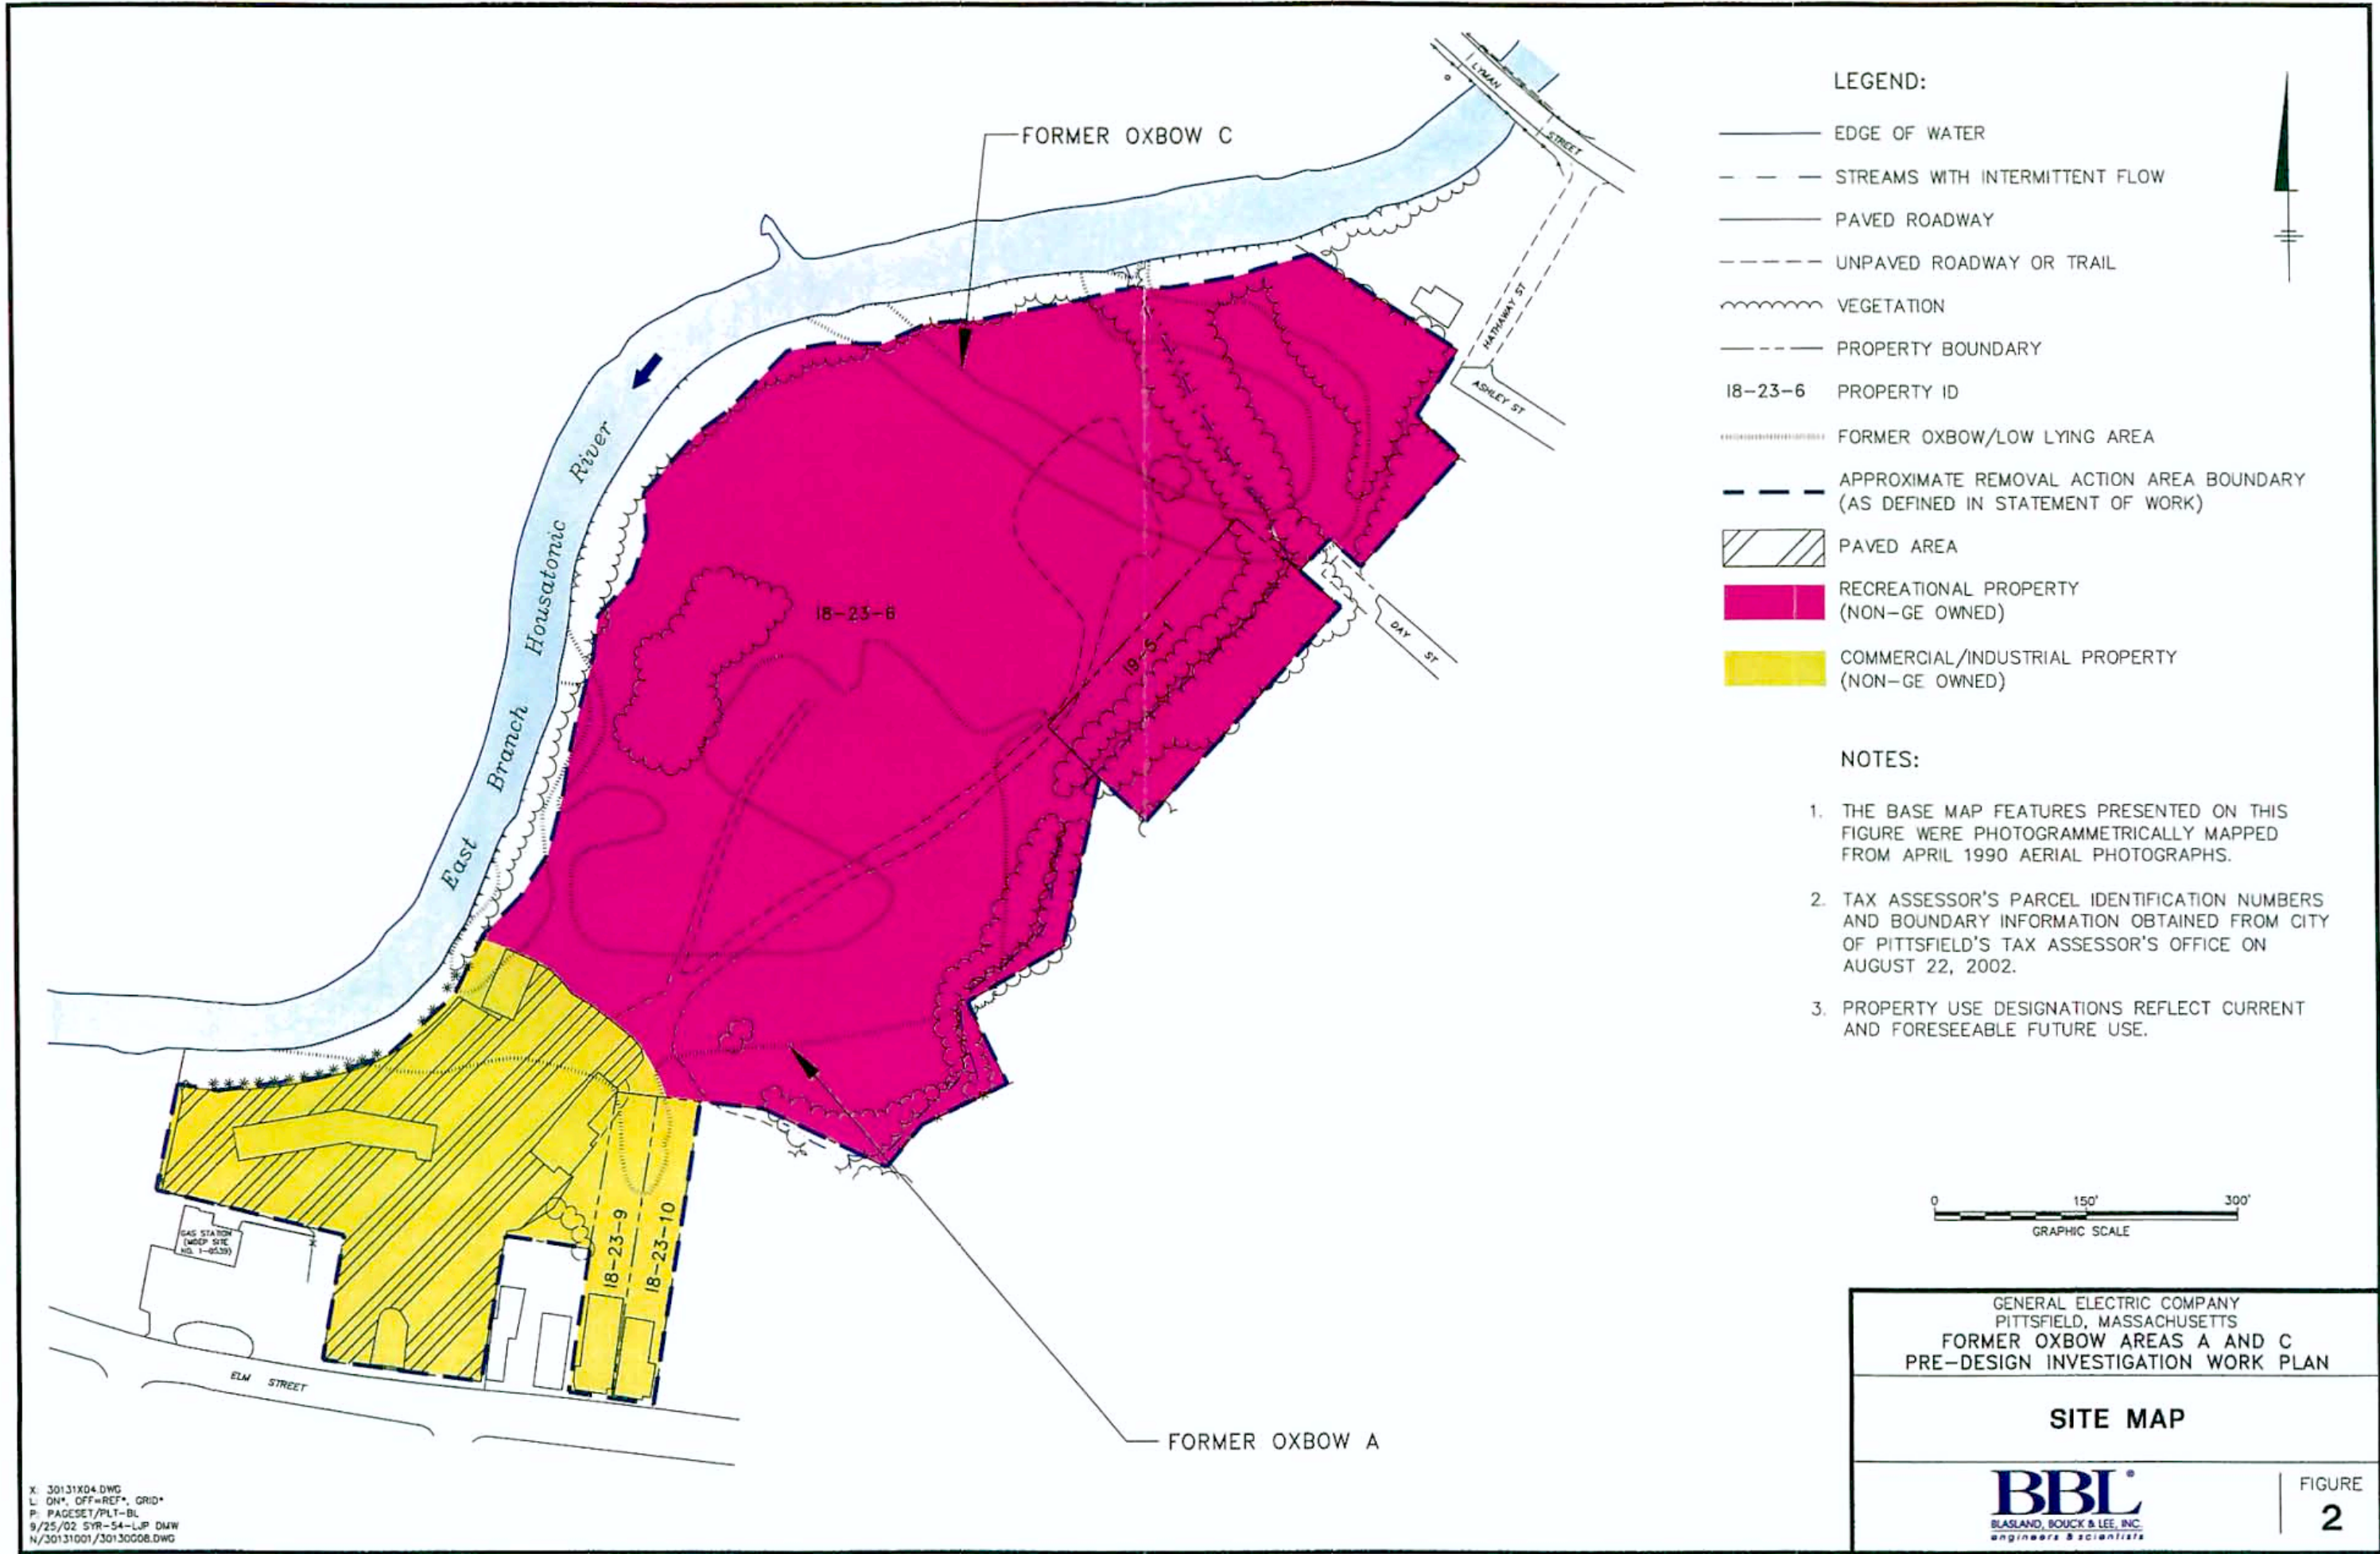 FORMER OXBOW C
LYMAN
STREET
HATHAWAY ST
ASHLEY ST
DAY
ST
18-23-6
19-5-1
East Branch Housatonic River
18-23-9
18-23-10
GAS STATION
(MDEP SITE
NO. 1-0539)
ELM STREET
FORMER OXBOW A
LEGEND:
EDGE OF WATER
STREAMS WITH INTERMITTENT FLOW
PAVED ROADWAY
UNPAVED ROADWAY OR TRAIL
VEGETATION
PROPERTY BOUNDARY
18-23-6 PROPERTY ID
FORMER OXBOW/LOW LYING AREA
APPROXIMATE REMOVAL ACTION AREA BOUNDARY
(AS DEFINED IN STATEMENT OF WORK)
PAVED AREA
RECREATIONAL PROPERTY
(NON-GE OWNED)
COMMERCIAL/INDUSTRIAL PROPERTY
(NON-GE OWNED)
NOTES:
1. THE BASE MAP FEATURES PRESENTED ON THIS
FIGURE WERE PHOTOGRAMMETRICALLY MAPPED
FROM APRIL 1990 AERIAL PHOTOGRAPHS.
2. TAX ASSESSOR'S PARCEL IDENTIFICATION NUMBERS
AND BOUNDARY INFORMATION OBTAINED FROM CITY
OF PITTSFIELD'S TAX ASSESSOR'S OFFICE ON
AUGUST 22, 2002.
3. PROPERTY USE DESIGNATIONS REFLECT CURRENT
AND FORESEEABLE FUTURE USE.
0 150' 300'
GRAPHIC SCALE
GENERAL ELECTRIC COMPANY
PITTSFIELD, MASSACHUSETTS
FORMER OXBOW AREAS A AND C
PRE-DESIGN INVESTIGATION WORK PLAN
SITE MAP
BBL
BLASLAND, BOUCK & LEE, INC.
engineers & scientists
FIGURE
2
X: 30131X04.DWG
L: ON*, OFF=REF*, GRID*
P: PAGESET/PLT-BL
9/25/02 SYR-54-LJP DMW
N/30131001/30130G08.DWG